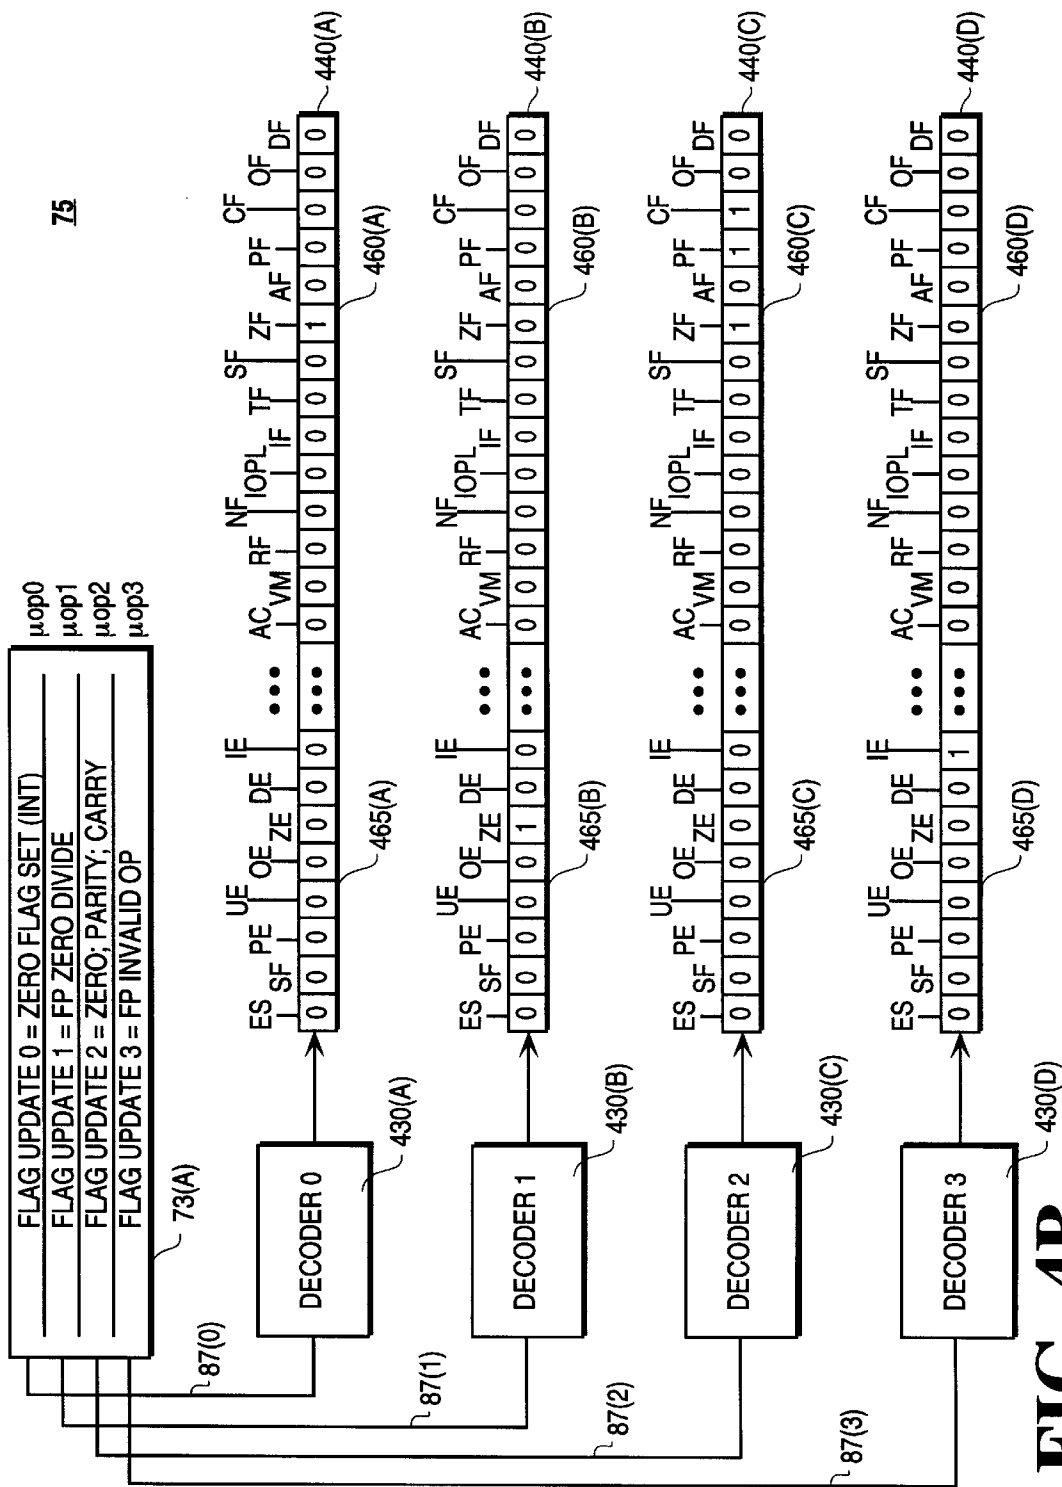 75
FLAG UPDATE 0 = ZERO FLAG SET (INT) μop0
FLAG UPDATE 1 = FP ZERO DIVIDE μop1
FLAG UPDATE 2 = ZERO; PARITY; CARRY μop2
FLAG UPDATE 3 = FP INVALID OP μop3
73(A)
87(0)
ES SF PE UE OE ZE DE IE ••• AC VM RF NF IOPL IF TF SF ZF AF PF CF OF DF
DECODER 0
0 0 0 0 0 0 0 0 ••• 0 0 0 0 0 0 0 0 1 0 0 0 0 0
440(A)
430(A)
465(A)
460(A)
87(1)
ES SF PE UE OE ZE DE IE ••• AC VM RF NF IOPL IF TF SF ZF AF PF CF OF DF
DECODER 1
0 0 0 0 0 1 0 0 ••• 0 0 0 0 0 0 0 0 0 0 0 0 0 0
440(B)
430(B)
465(B)
460(B)
87(2)
ES SF PE UE OE ZE DE IE ••• AC VM RF NF IOPL IF TF SF ZF AF PF CF OF DF
DECODER 2
0 0 0 0 0 0 0 0 ••• 0 0 0 0 0 0 0 0 1 0 1 1 0 0
440(C)
430(C)
465(C)
460(C)
87(3)
ES SF PE UE OE ZE DE IE ••• AC VM RF NF IOPL IF TF SF ZF AF PF CF OF DF
DECODER 3
0 0 0 0 0 0 0 1 ••• 0 0 0 0 0 0 0 0 0 0 0 0 0 0
440(D)
430(D)
465(D)
460(D)